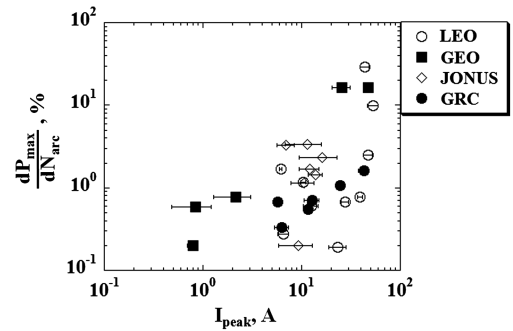 10²
10¹
10⁰
10⁻¹
dP_max
dN_arc
, %
10⁻¹
10⁰
10¹
10²
I_peak, A
LEO
GEO
JONUS
GRC